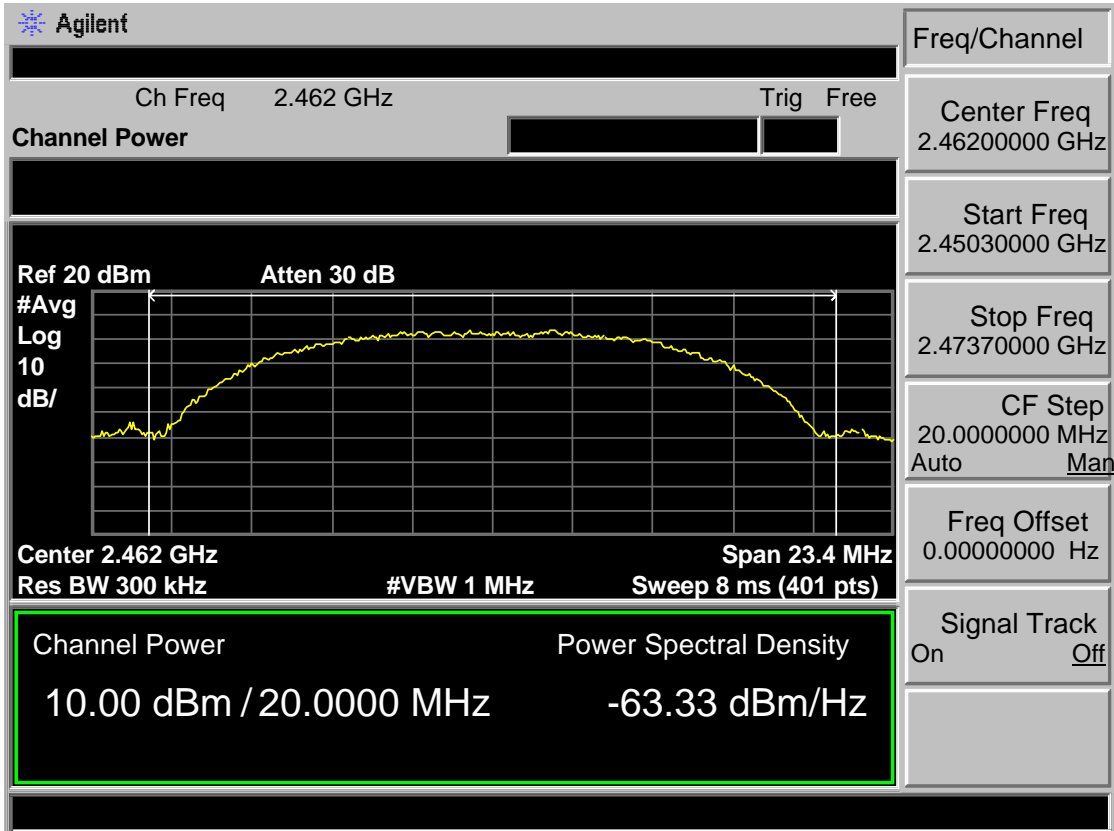 Agilent
Freq/Channel
Ch Freq 2.462 GHz Trig Free
Channel Power
Center Freq
2.46200000 GHz
Start Freq
2.45030000 GHz
Stop Freq
2.47370000 GHz
CF Step
20.0000000 MHz
Auto Man
Freq Offset
0.00000000 Hz
Signal Track
On Off
Ref 20 dBm Atten 30 dB
#Avg
Log
10
dB/
Center 2.462 GHz Span 23.4 MHz
Res BW 300 kHz #VBW 1 MHz Sweep 8 ms (401 pts)
Channel Power Power Spectral Density
10.00 dBm / 20.0000 MHz -63.33 dBm/Hz